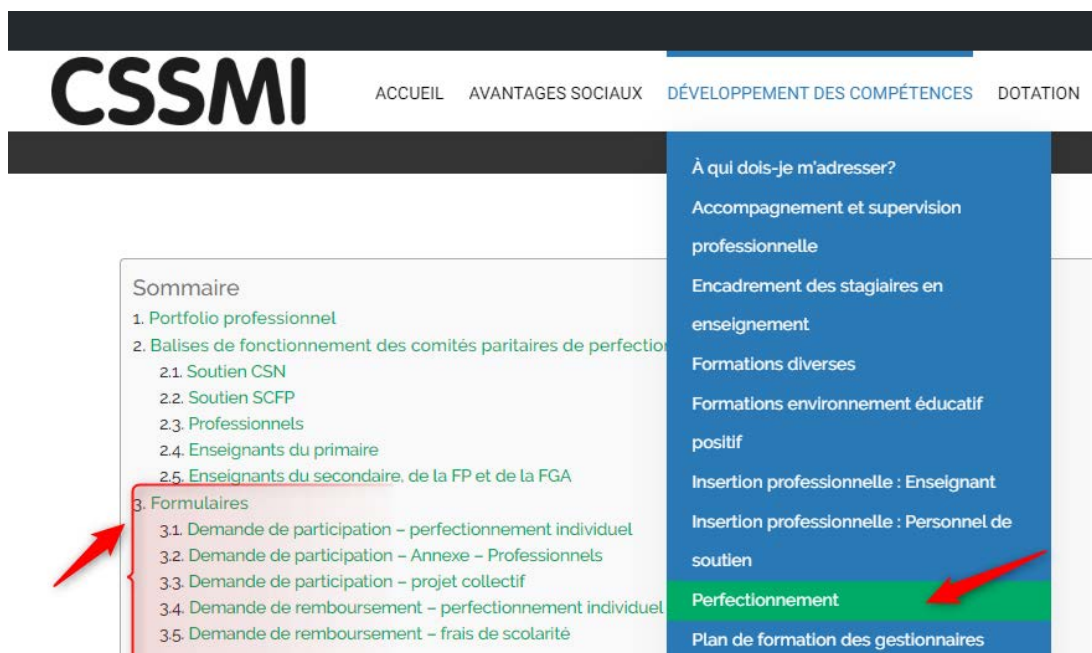 CSSMI
ACCUEIL AVANTAGES SOCIAUX DÉVELOPPEMENT DES COMPÉTENCES DOTATION
À qui dois-je m'adresser?
Accompagnement et supervision
professionnelle
Encadrement des stagiaires en
enseignement
Formations diverses
Formations environnement éducatif
positif
Insertion professionnelle : Enseignant
Insertion professionnelle : Personnel de
soutien
Perfectionnement
Plan de formation des gestionnaires
Sommaire
1. Portfolio professionnel
2. Balises de fonctionnement des comités paritaires de perfection
2.1. Soutien CSN
2.2. Soutien SCFP
2.3. Professionnels
2.4. Enseignants du primaire
2.5. Enseignants du secondaire, de la FP et de la FGA
3. Formulaires
3.1. Demande de participation – perfectionnement individuel
3.2. Demande de participation – Annexe – Professionnels
3.3. Demande de participation – projet collectif
3.4. Demande de remboursement – perfectionnement individuel
3.5. Demande de remboursement – frais de scolarité